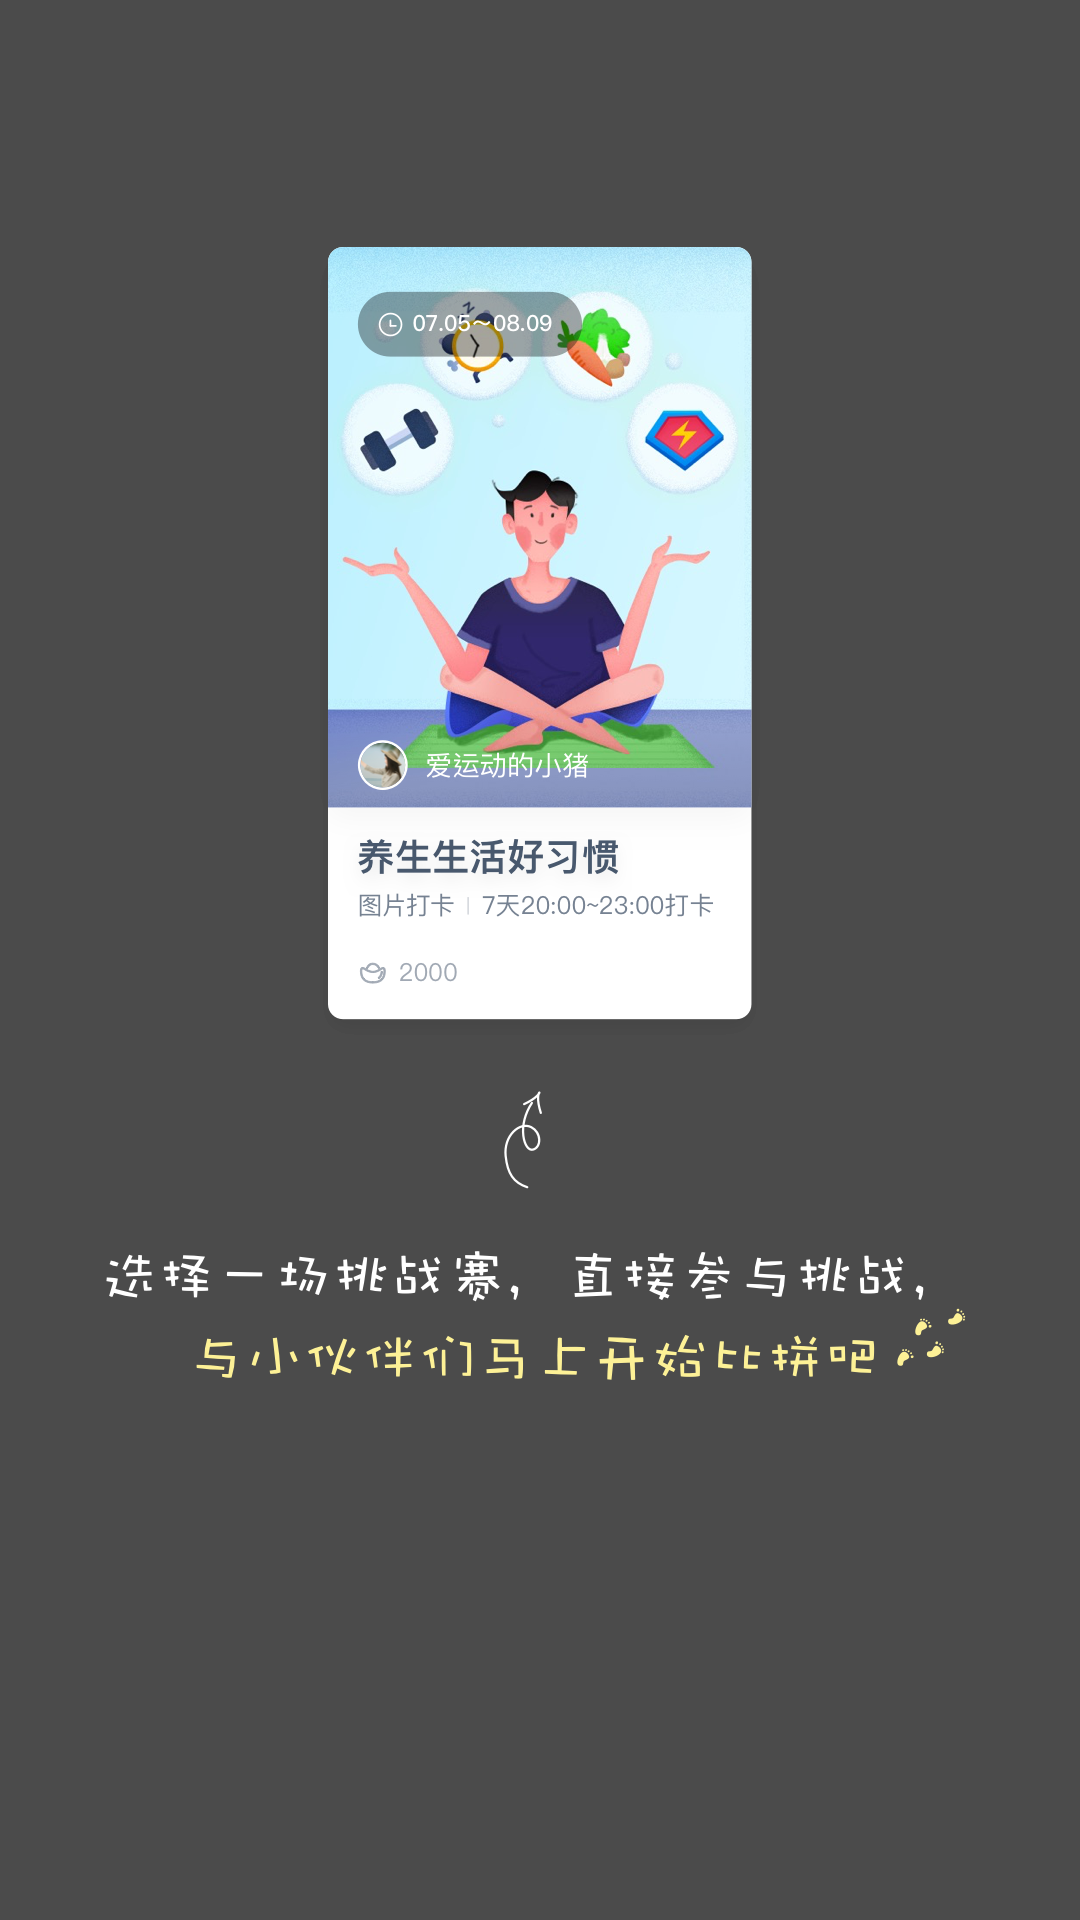 07.05～08.09
爱运动的小猪
养生生活好习惯
图片打卡 | 7天20:00~23:00打卡
2000
选择一场挑战赛，直接参与挑战，
与小伙伴们马上开始比拼吧